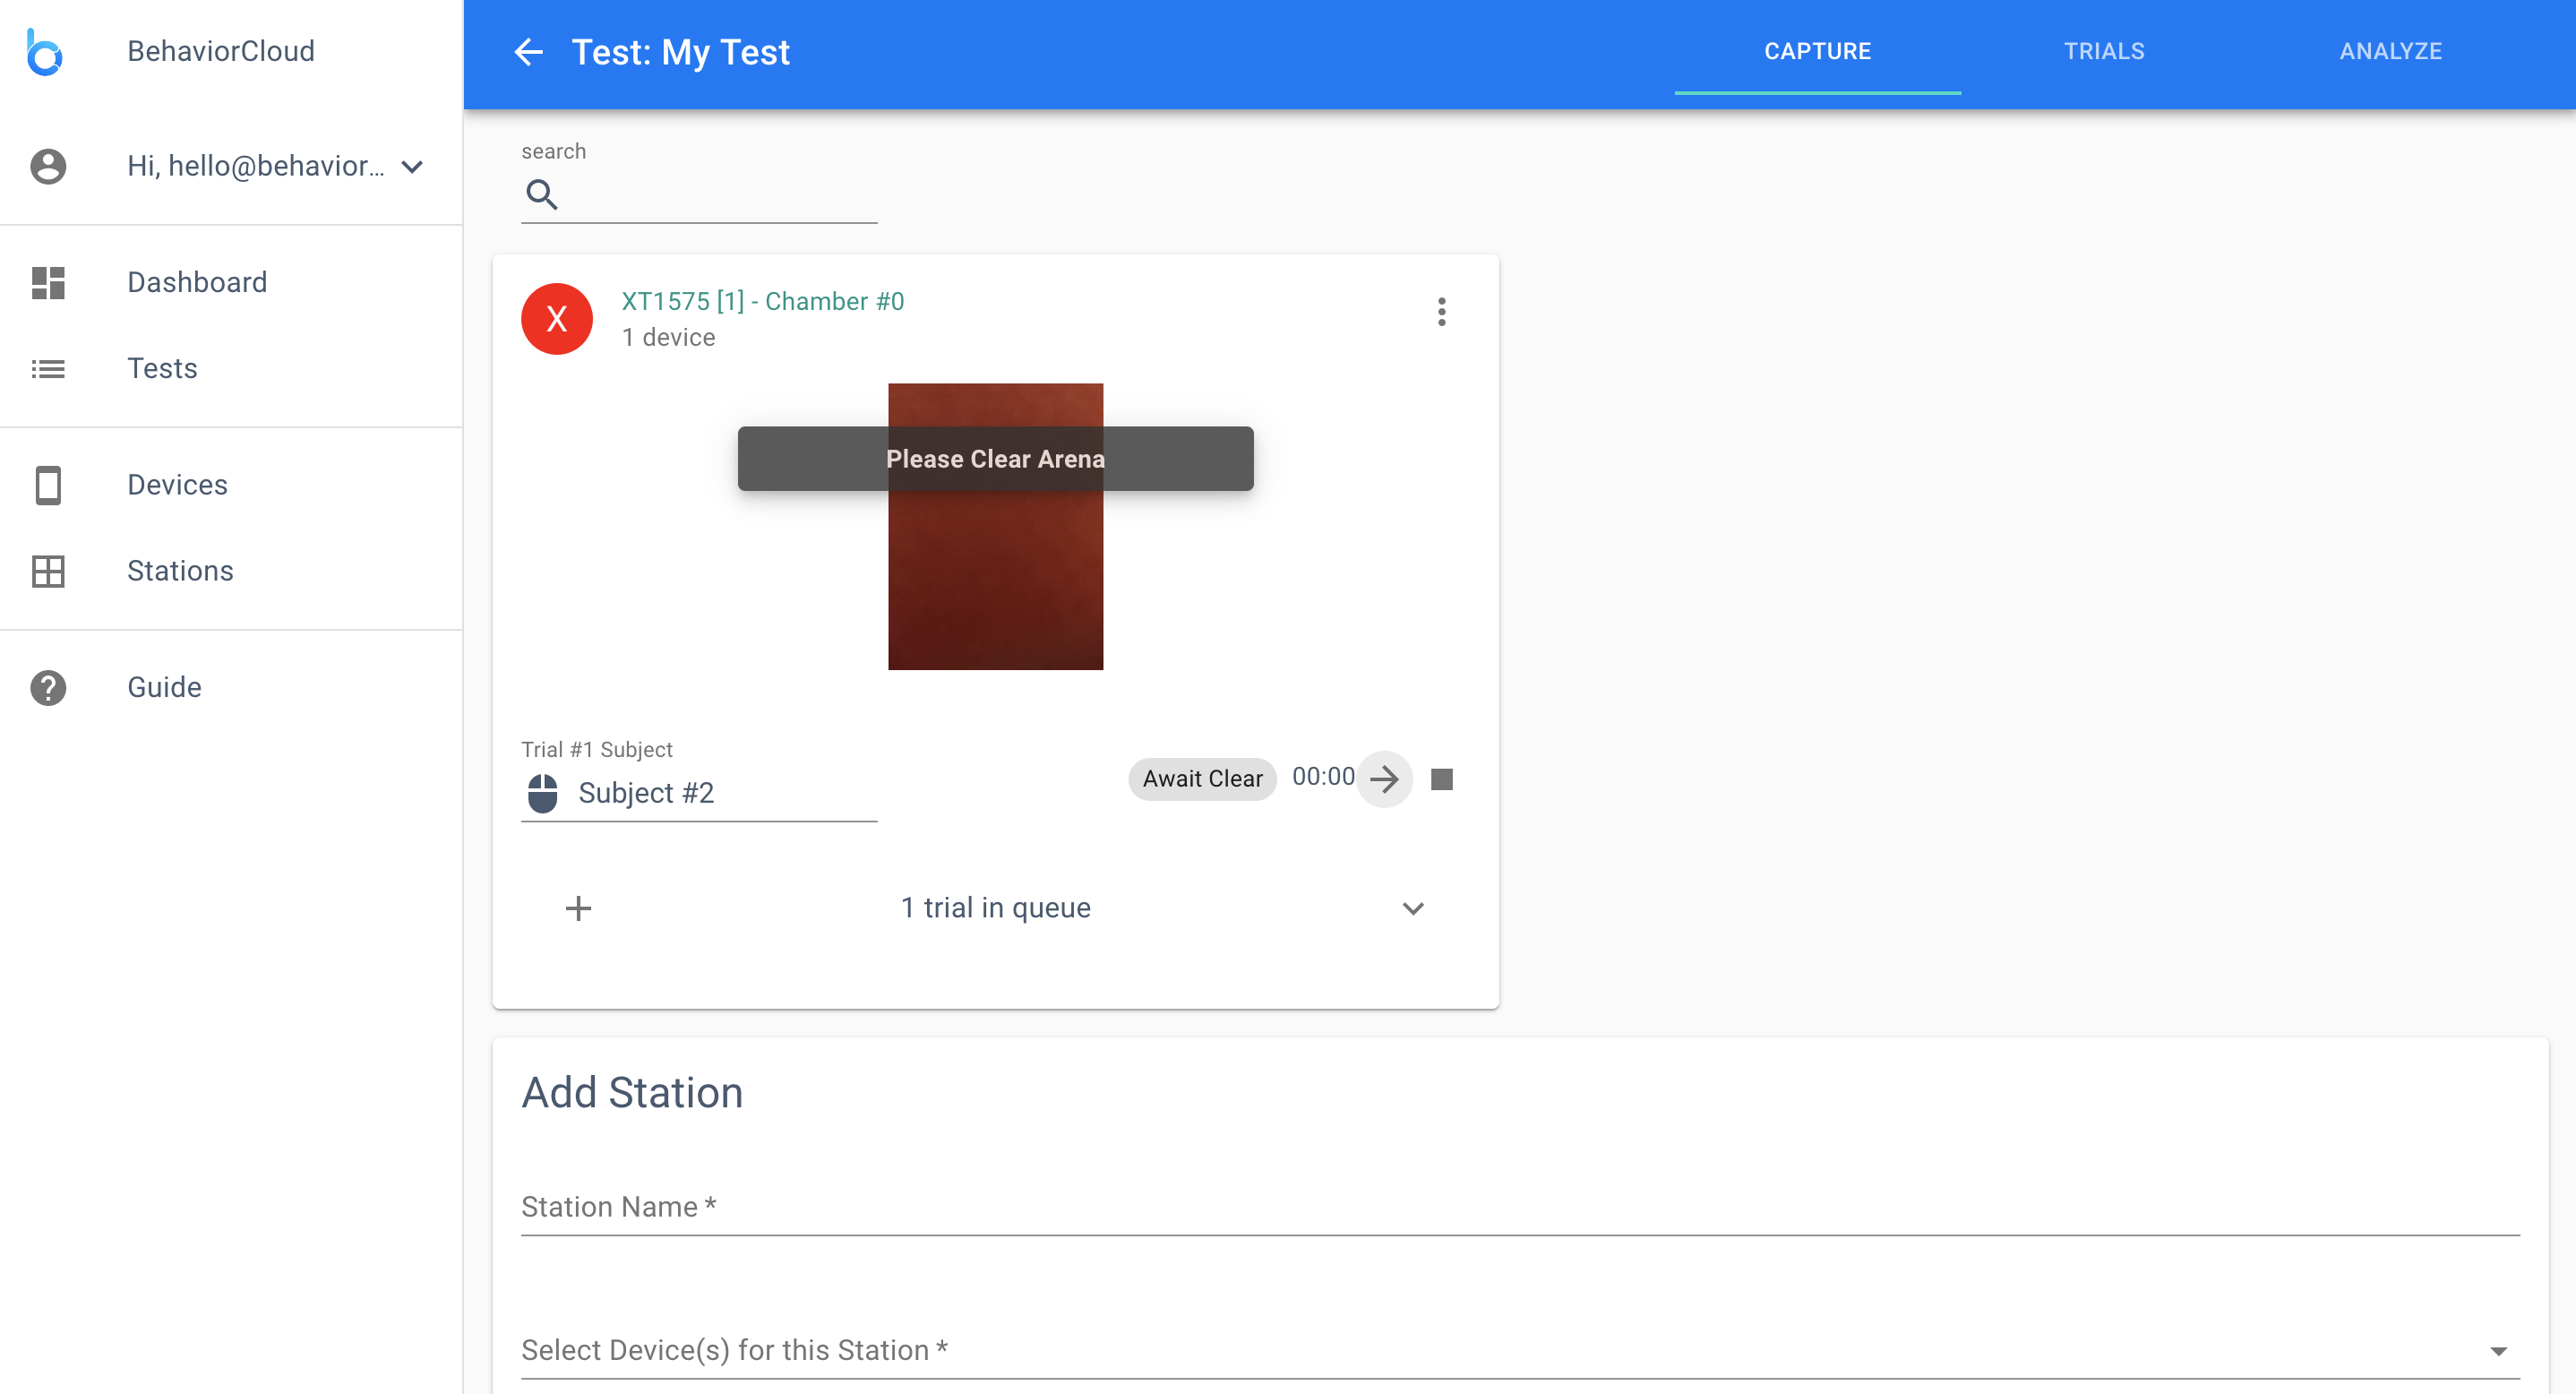 BehaviorCloud
Hi, hello@behavior...
Dashboard
Tests
Devices
Stations
Guide
Test: My Test
CAPTURE
TRIALS
ANALYZE
search
X
XT1575 [1] - Chamber #0
1 device
Please Clear Arena
Trial #1 Subject
Subject #2
Await Clear
00:00
1 trial in queue
Add Station
Station Name *
Select Device(s) for this Station *